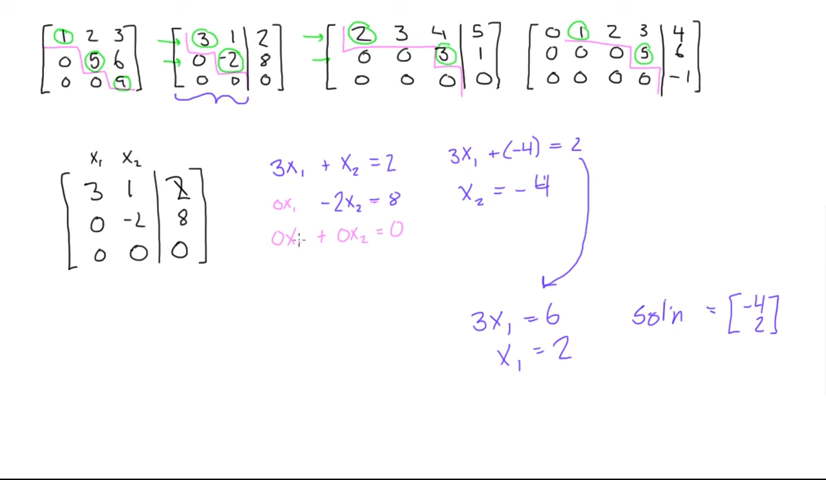 1 2 3
0 5 6
0 0 9
3 1 2
0 -2 8
0 0 0
2 3 4 5
0 0 3 1
0 0 0 0
0 1 2 3 4
0 0 0 5 6
0 0 0 0 -1
x₁ x₂
3 1 2
0 -2 8
0 0 0
3x₁ + x₂ = 2
0x₁ -2x₂ = 8
0x₁ + 0x₂ = 0
3x₁ + (-4) = 2
x₂ = -4
3x₁ = 6
x₁ = 2
Sol'n = [-4
2]